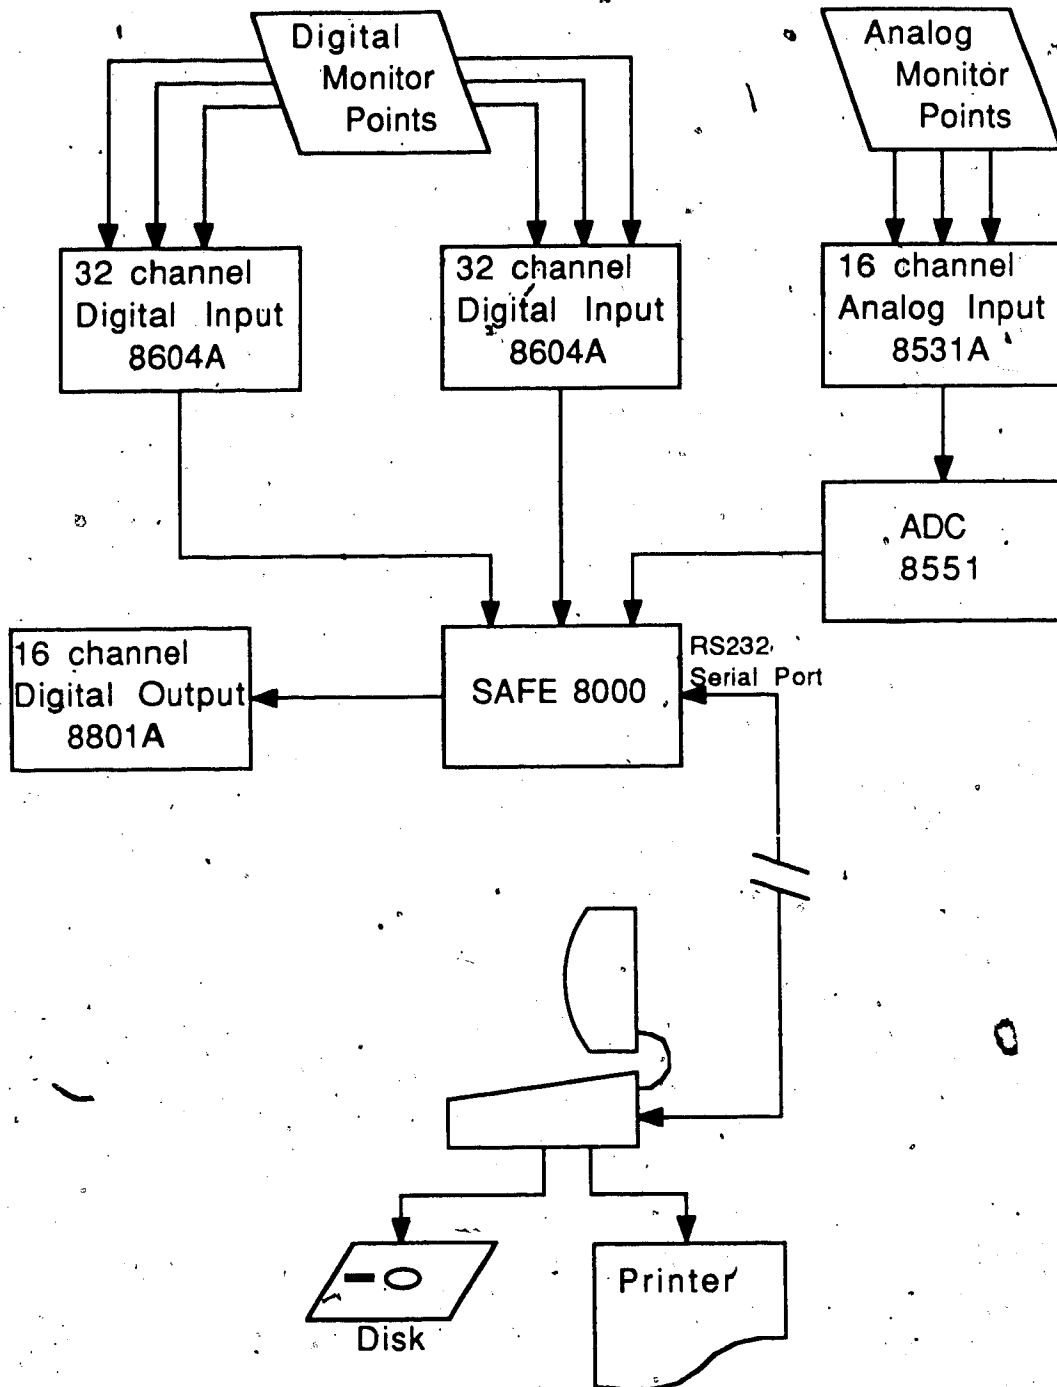 Digital
Monitor
Points
Analog
Monitor
Points
32 channel
Digital Input
8604A
32 channel
Digital Input
8604A
16 channel
Analog Input
8531A
ADC
8551
16 channel
Digital Output
8801A
SAFE 8000
RS232
Serial Port
Disk
Printer